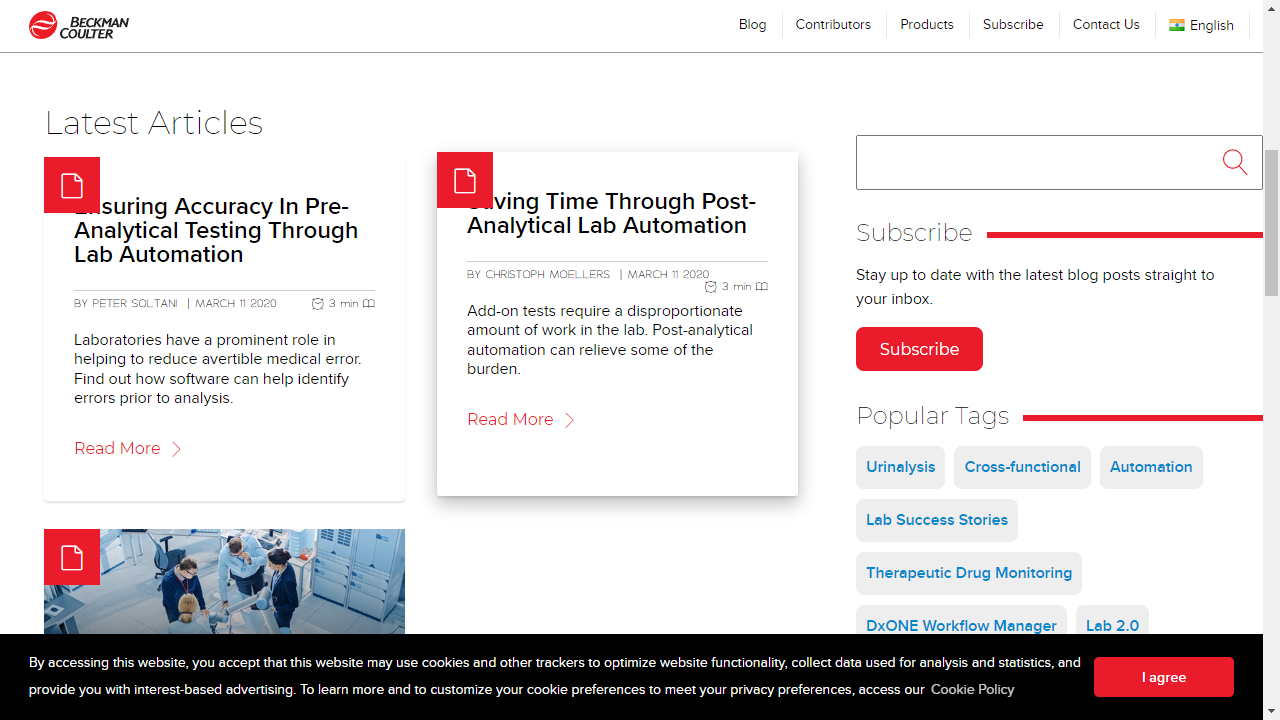 BECKMAN
COULTER
Blog
Contributors
Products
Subscribe
Contact Us
English
Latest Articles
Ensuring Accuracy In Pre-
Analytical Testing Through
Lab Automation
BY PETER SOLTANI | MARCH 11 2020
3 min
Laboratories have a prominent role in
helping to reduce avertible medical error.
Find out how software can help identify
errors prior to analysis.
Read More
Saving Time Through Post-
Analytical Lab Automation
BY CHRISTOPH MOELLERS | MARCH 11 2020
3 min
Add-on tests require a disproportionate
amount of work in the lab. Post-analytical
automation can relieve some of the
burden.
Read More
Subscribe
Stay up to date with the latest blog posts straight to
your inbox.
Subscribe
Popular Tags
Urinalysis
Cross-functional
Automation
Lab Success Stories
Therapeutic Drug Monitoring
DxONE Workflow Manager
Lab 2.0
By accessing this website, you accept that this website may use cookies and other trackers to optimize website functionality, collect data used for analysis and statistics, and
provide you with interest-based advertising. To learn more and to customize your cookie preferences to meet your privacy preferences, access our Cookie Policy
I agree